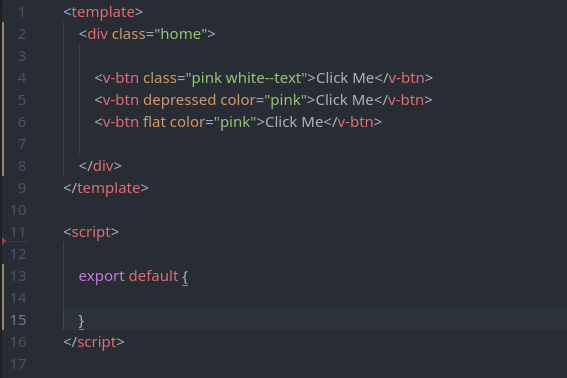 1 <template>
2 <div class="home">
3
4 <v-btn class="pink white--text">Click Me</v-btn>
5 <v-btn depressed color="pink">Click Me</v-btn>
6 <v-btn flat color="pink">Click Me</v-btn>
7
8 </div>
9 </template>
10
11 <script>
12
13 export default {
14
15 }
16 </script>
17